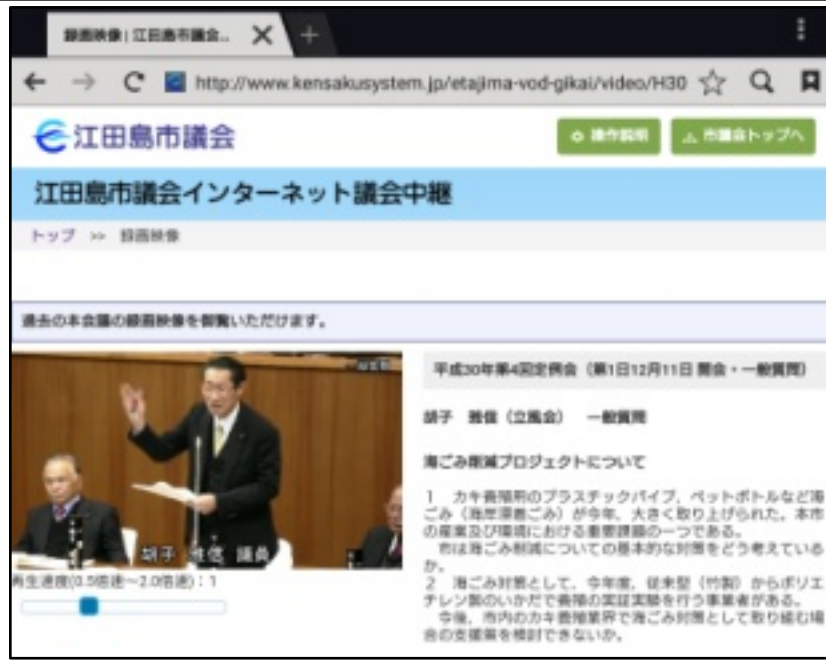 録画映像 | 江田島市議会..
http://www.kensakusystem.jp/etajima-vod-gikai/video/H30
江田島市議会
操作説明
市議会トップへ
江田島市議会インターネット議会中継
トップ >> 録画映像
過去の本会議の録画映像を御覧いただけます。
平成30年第4回定例会（第1日12月11日 開会・一般質問）
胡子 雅信（立風会） 一般質問
海ごみ削減プロジェクトについて
1 カキ養殖用のプラスチックパイプ，ペットボトルなど海
ごみ（海岸漂着ごみ）が今年，大きく取り上げられた。本市
の産業及び環境における重要課題の一つである。
市は海ごみ削減についての基本的な対策をどう考えている
か。
2 海ごみ対策として，今年度，従来型（竹製）からポリエ
チレン製のいかだで養殖の実証実験を行う事業者がある。
今後，市内のカキ養殖業界で海ごみ対策として取り組む場
合の支援策を検討できないか。
胡子 雅信 議員
再生速度(0.5倍速～2.0倍速)：1